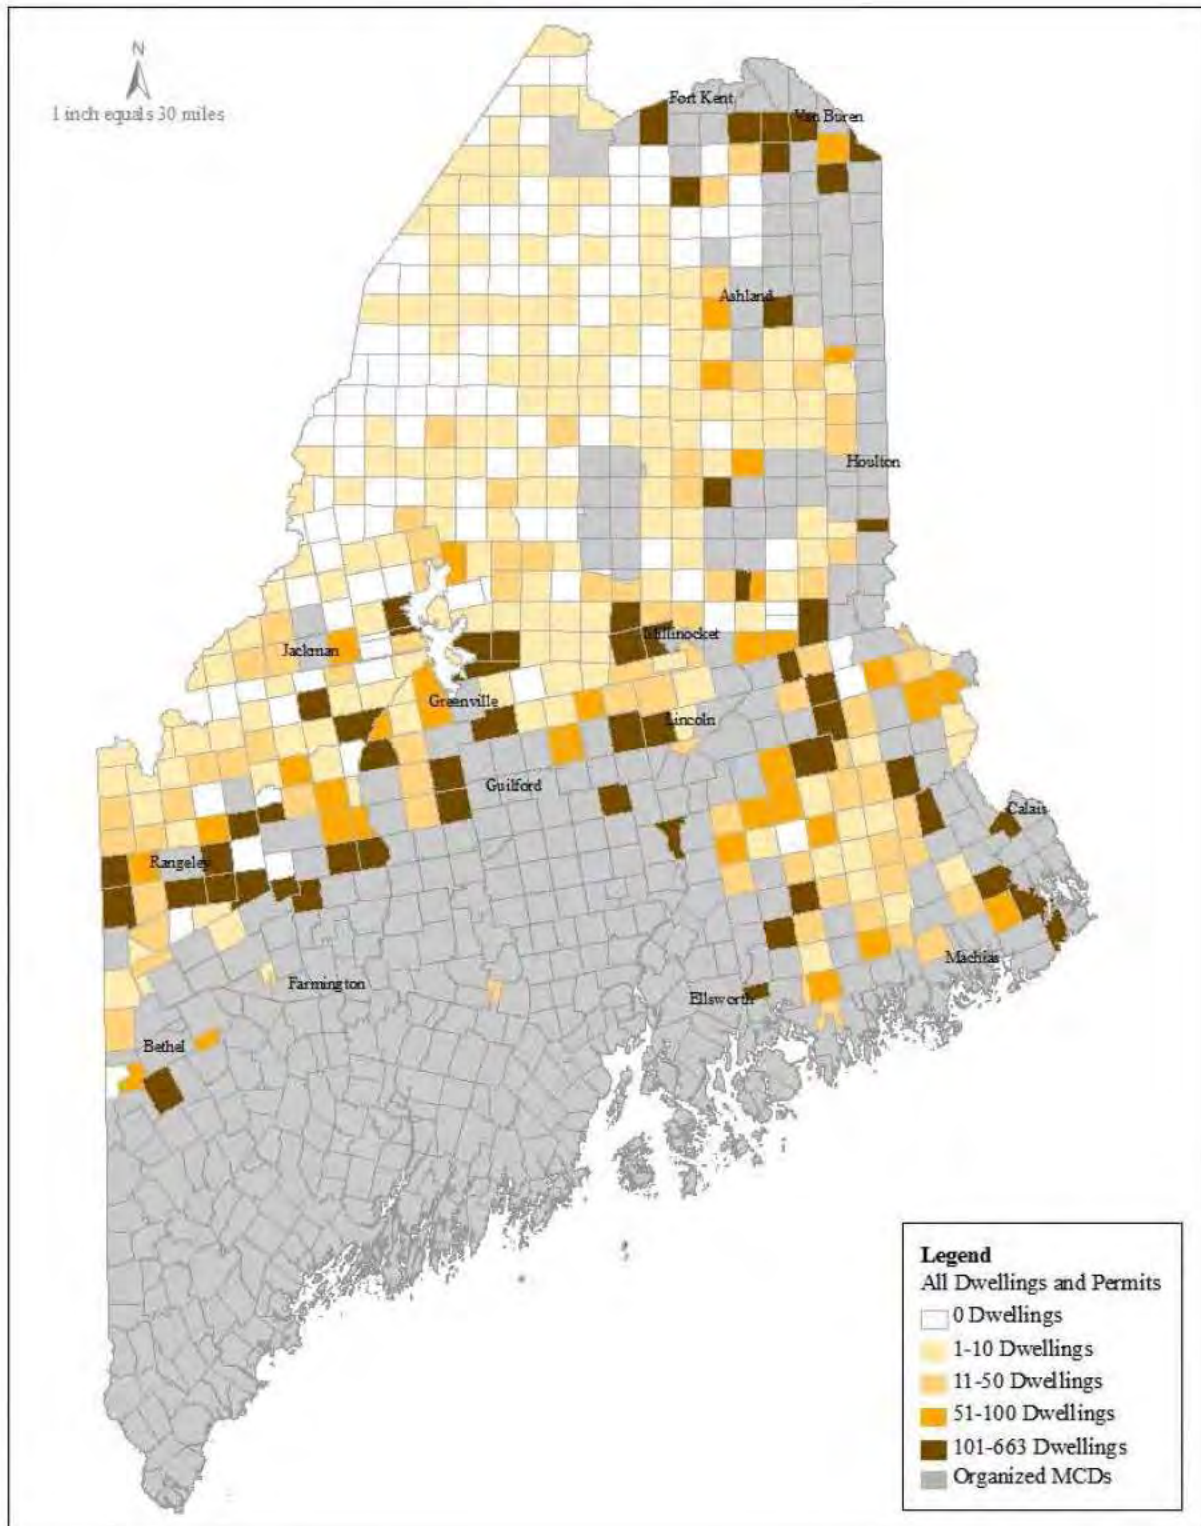 N
1 inch equals 30 miles
Fort Kent
Van Buren
Ashland
Houlton
Millinocket
Jackman
Greenville
Lincoln
Guilford
Calais
Rangeley
Machias
Farmington
Ellsworth
Bethel
Legend
All Dwellings and Permits
0 Dwellings
1-10 Dwellings
11-50 Dwellings
51-100 Dwellings
101-663 Dwellings
Organized MCDs